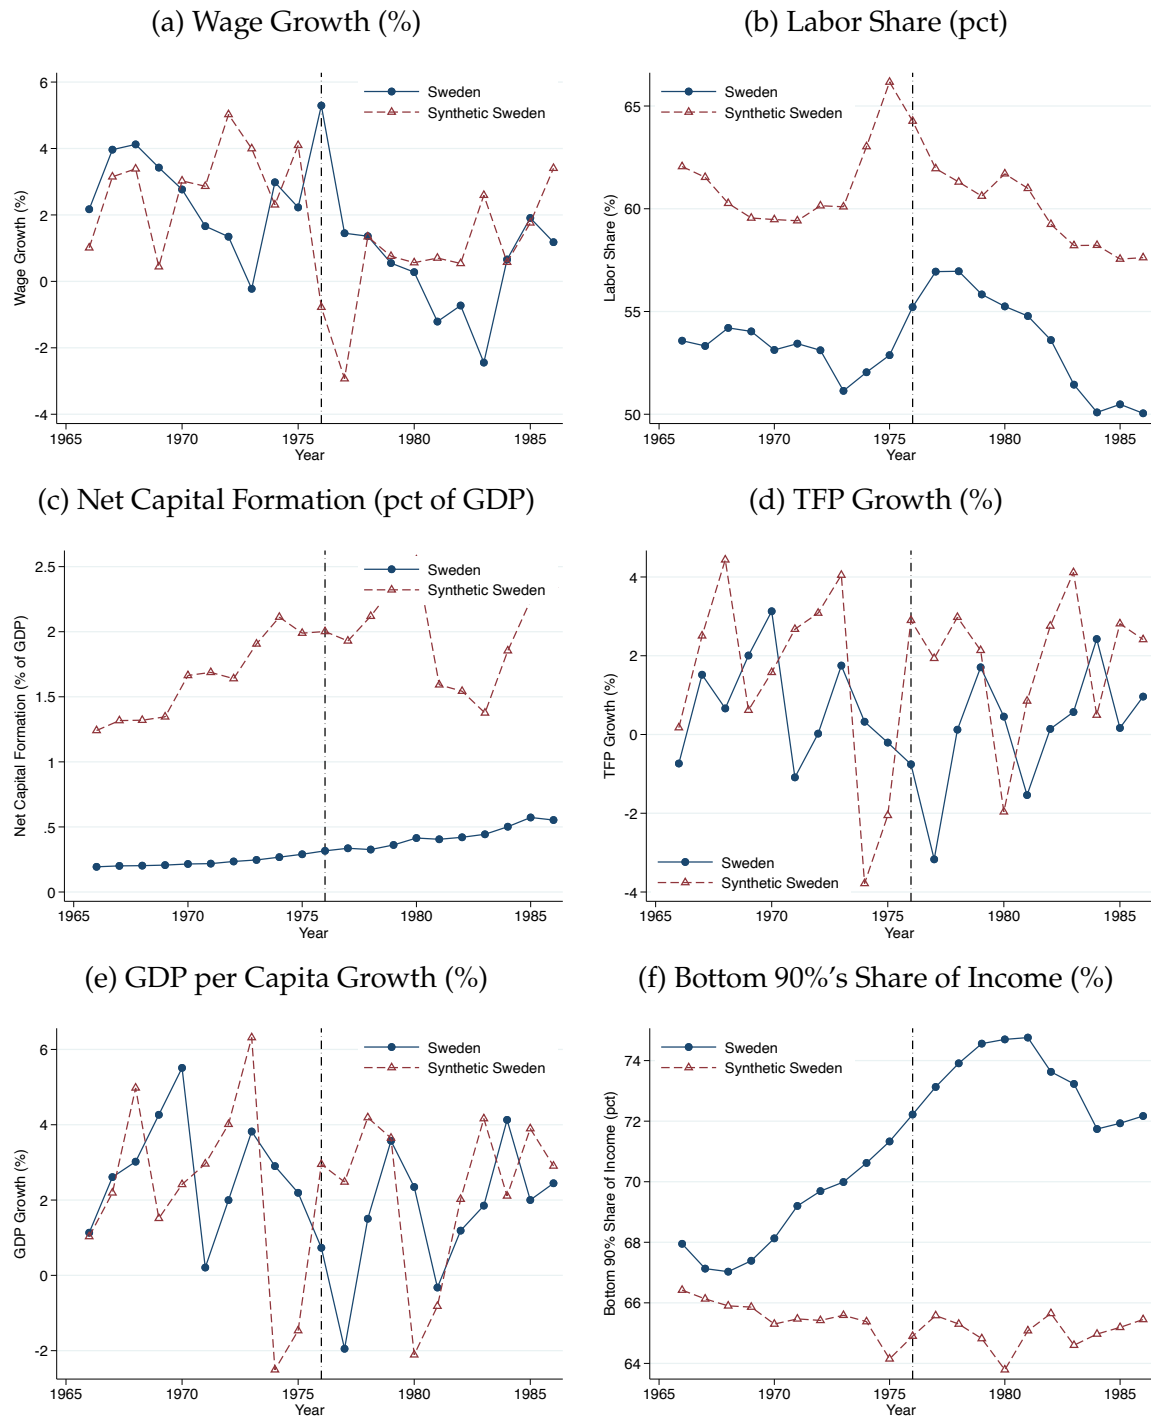 (a) Wage Growth (%)
Wage Growth (%)
6
4
2
0
-2
-4
1965 1970 1975 1980 1985
Year
Sweden
Synthetic Sweden
(b) Labor Share (pct)
Labor Share (%)
65
60
55
50
1965 1970 1975 1980 1985
Year
Sweden
Synthetic Sweden
(c) Net Capital Formation (pct of GDP)
Net Capital Formation (% of GDP)
2.5
2
1.5
1
.5
0
1965 1970 1975 1980 1985
Year
Sweden
Synthetic Sweden
(d) TFP Growth (%)
TFP Growth (%)
4
2
0
-2
-4
Sweden
Synthetic Sweden
1965 1970 1975 1980 1985
Year
(e) GDP per Capita Growth (%)
GDP Growth (%)
6
4
2
0
-2
1965 1970 1975 1980 1985
Year
Sweden
Synthetic Sweden
(f) Bottom 90%'s Share of Income (%)
Bottom 90% Share of Income (pct)
74
72
70
68
66
64
1965 1970 1975 1980 1985
Year
Sweden
Synthetic Sweden